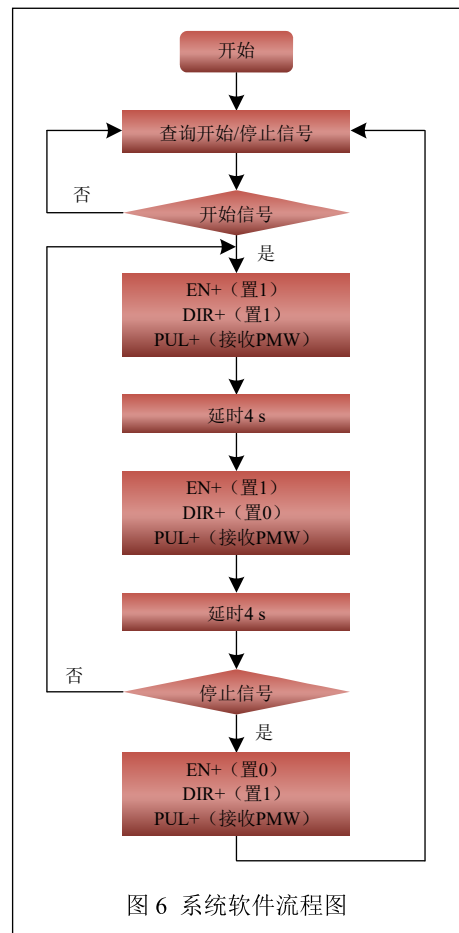 开始
查询开始/停止信号
否
开始信号
是
EN+（置1）
DIR+（置1）
PUL+（接收PMW）
延时4 s
EN+（置1）
DIR+（置0）
PUL+（接收PMW）
延时4 s
否
停止信号
是
EN+（置0）
DIR+（置1）
PUL+（接收PMW）
图 6 系统软件流程图